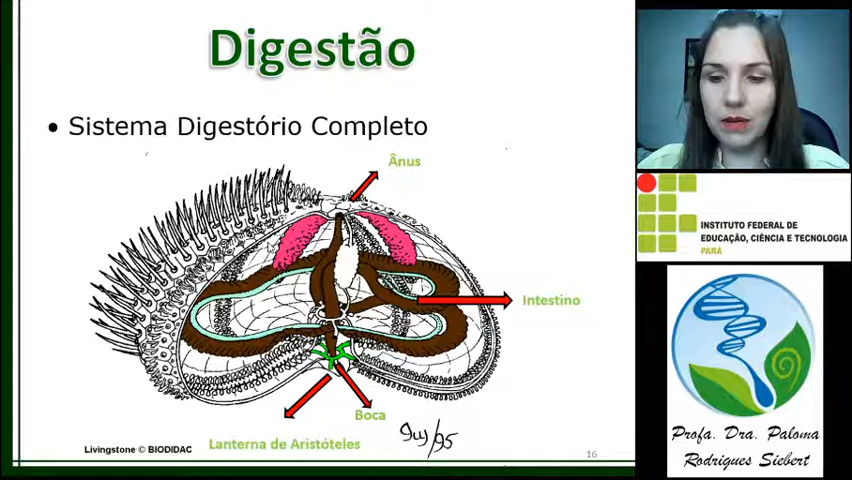 Digestão
• Sistema Digestório Completo
Ânus
Intestino
Boca
Lanterna de Aristóteles
Livingstone © BIODIDAC
16
INSTITUTO FEDERAL DE
EDUCAÇÃO, CIÊNCIA E TECNOLOGIA
PARÁ
Profa. Dra. Paloma
Rodrigues Siebert